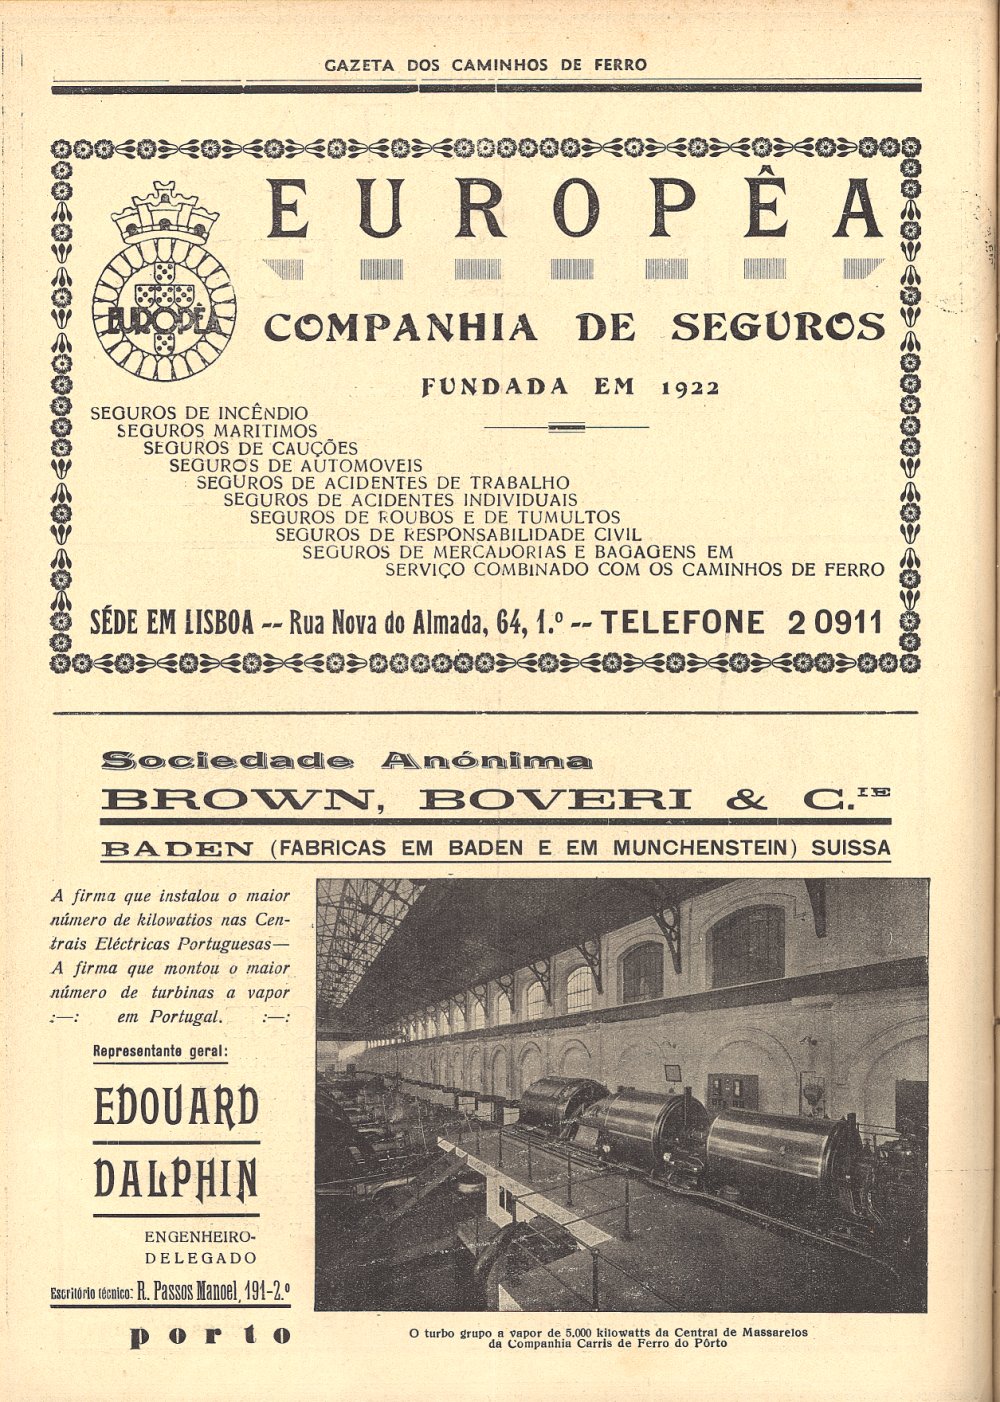 GAZETA DOS CAMINHOS DE FERRO
EUROPÊA
EUROPÊA
COMPANHIA DE SEGUROS
FUNDADA EM 1922
SEGUROS DE INCÊNDIO
SEGUROS MARITIMOS
SEGUROS DE CAUÇÕES
SEGUROS DE AUTOMOVEIS
SEGUROS DE ACIDENTES DE TRABALHO
SEGUROS DE ACIDENTES INDIVIDUAIS
SEGUROS DE ROUBOS E DE TUMULTOS
SEGUROS DE RESPONSABILIDADE CIVIL
SEGUROS DE MERCADORIAS E BAGAGENS EM
SERVIÇO COMBINADO COM OS CAMINHOS DE FERRO
SÉDE EM LISBOA -- Rua Nova do Almada, 64, 1.º -- TELEFONE 2 0911
Sociedade Anónima
BROWN, BOVERI & C.IE
BADEN (FABRICAS EM BADEN E EM MUNCHENSTEIN) SUISSA
A firma que instalou o maior
número de kilowatios nas Cen-
trais Eléctricas Portuguesas—
A firma que montou o maior
número de turbinas a vapor
:—: em Portugal. :—:
Representante geral:
EDOUARD
DALPHIN
ENGENHEIRO-
DELEGADO
Escritório técnico: R. Passos Manoel, 191-2.º
porto
O turbo grupo a vapor de 5.000 kilowatts da Central de Massarelos
da Companhia Carris de Ferro do Pôrto